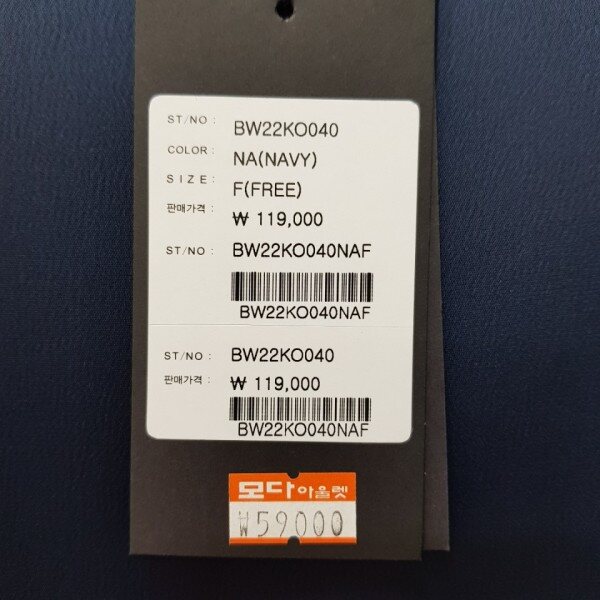 ST/NO : BW22KO040
COLOR : NA(NAVY)
SIZE : F(FREE)
판매가격 : ₩ 119,000
ST/NO : BW22KO040NAF
BW22KO040NAF
ST/NO : BW22KO040
판매가격 : ₩ 119,000
BW22KO040NAF
모다아울렛
₩59000